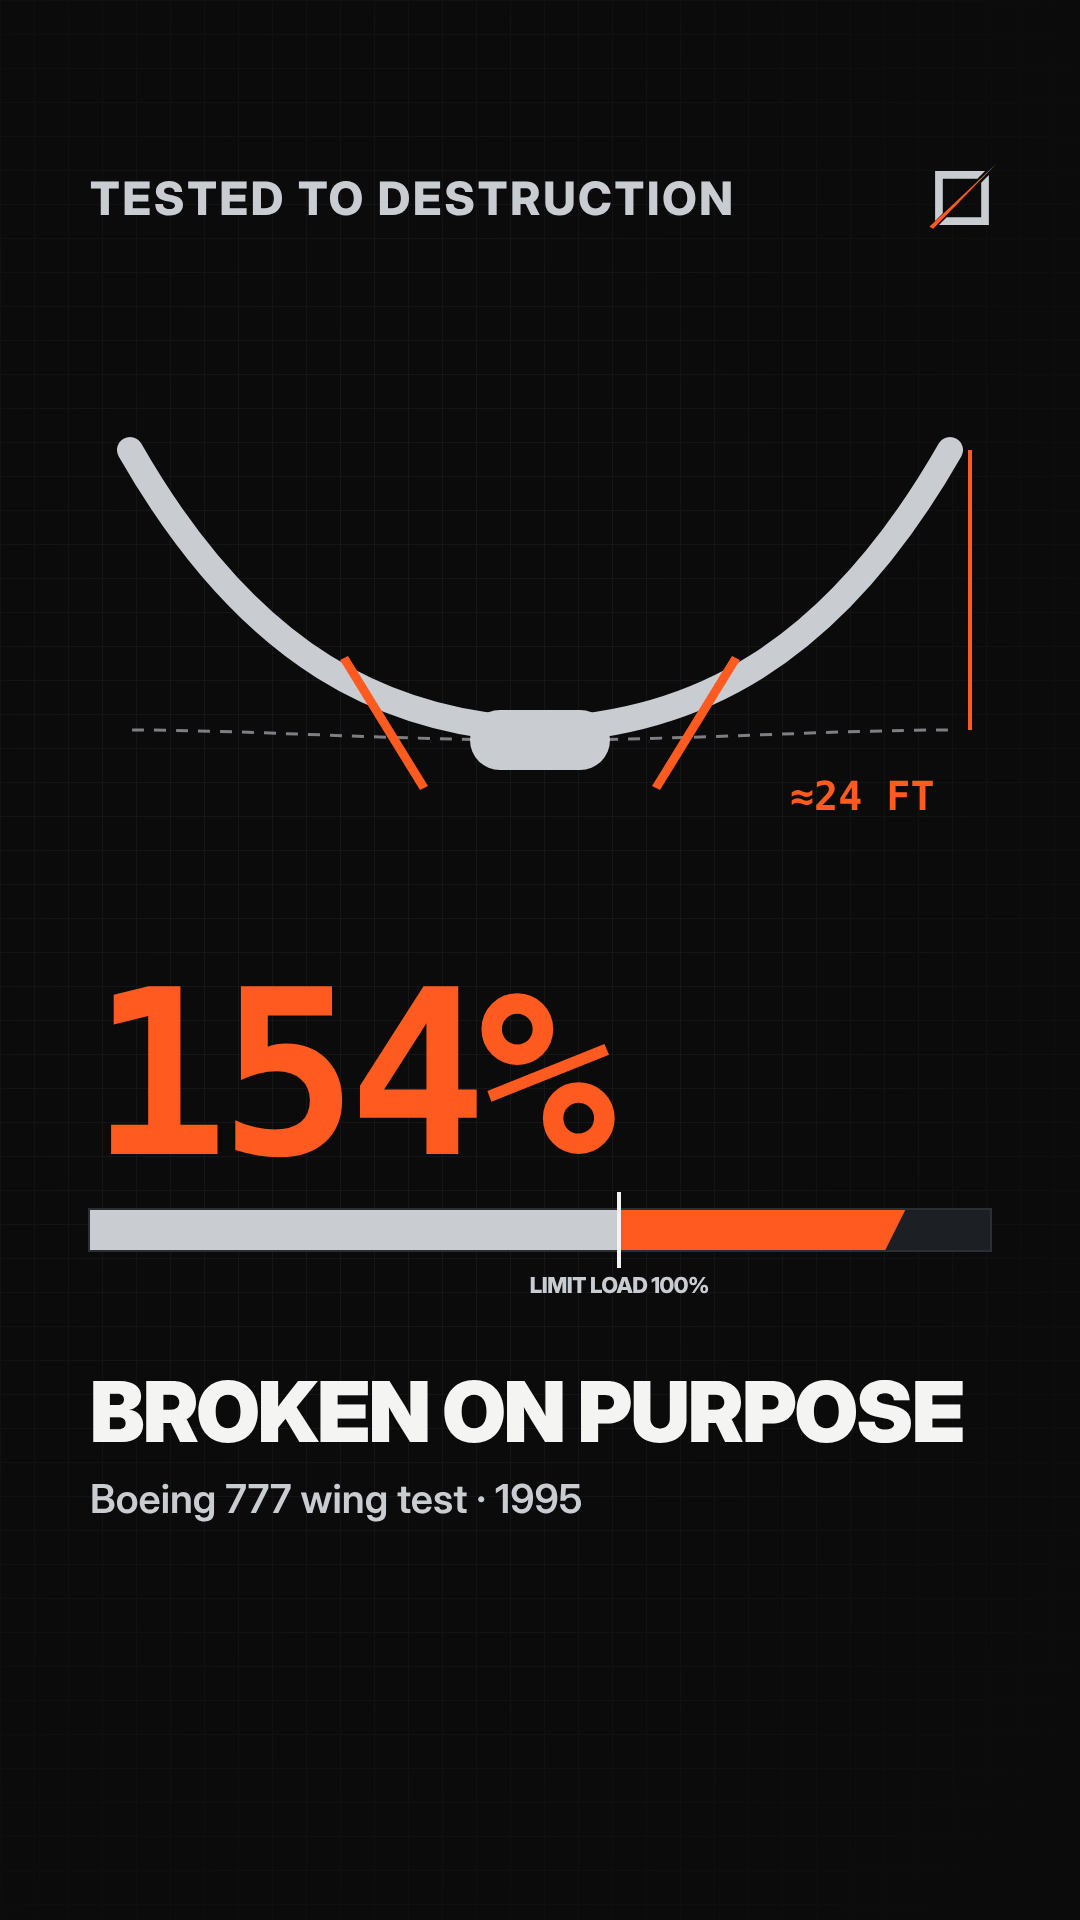 TESTED TO DESTRUCTION
≈24 FT
154%
LIMIT LOAD 100%
BROKEN ON PURPOSE
Boeing 777 wing test · 1995